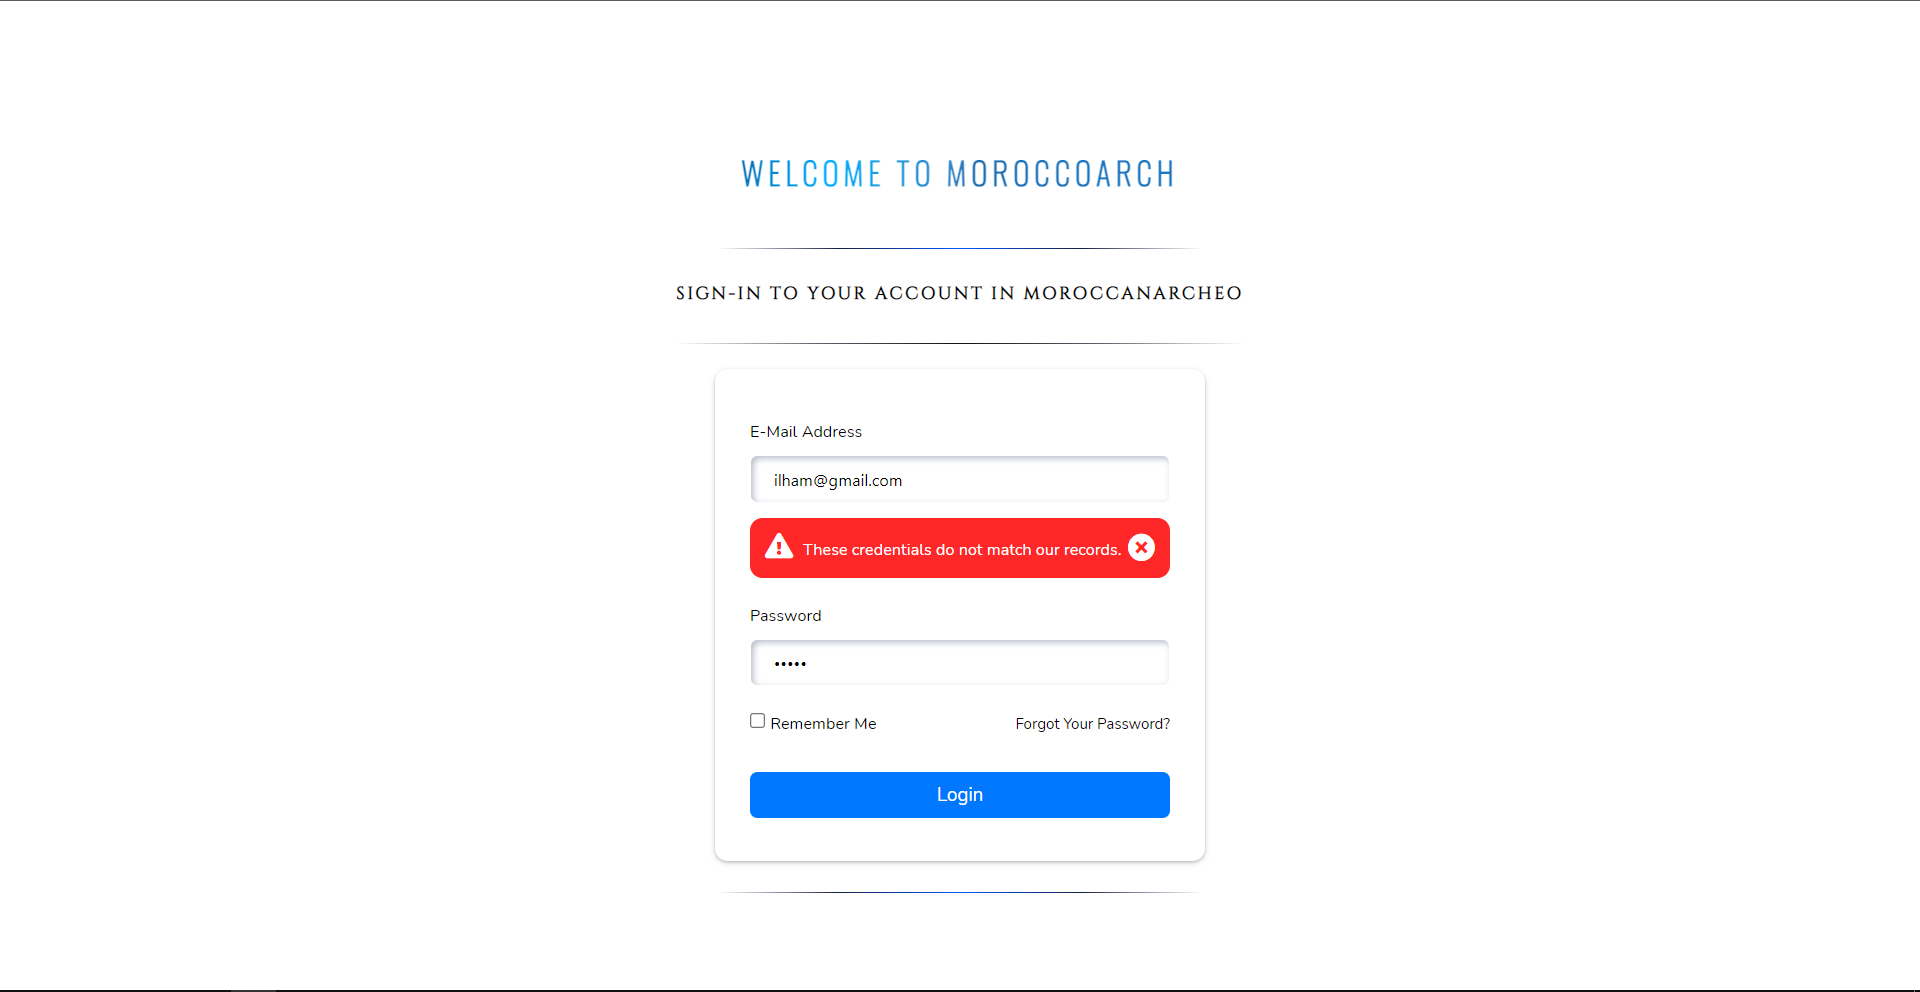 WELCOME TO MOROCCOARCH
SIGN-IN TO YOUR ACCOUNT IN MOROCCANARCHEO
E-Mail Address
ilham@gmail.com
These credentials do not match our records.
Password
•••••
Remember Me
Forgot Your Password?
Login